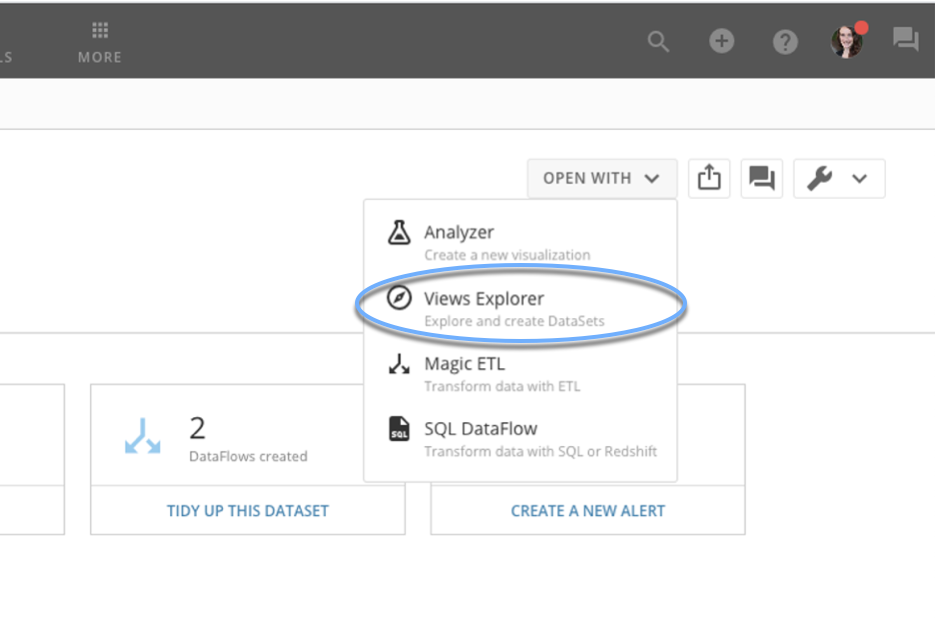 LS
MORE
OPEN WITH
Analyzer
Create a new visualization
Views Explorer
Explore and create DataSets
Magic ETL
Transform data with ETL
SQL
SQL DataFlow
Transform data with SQL or Redshift
2
DataFlows created
TIDY UP THIS DATASET
CREATE A NEW ALERT